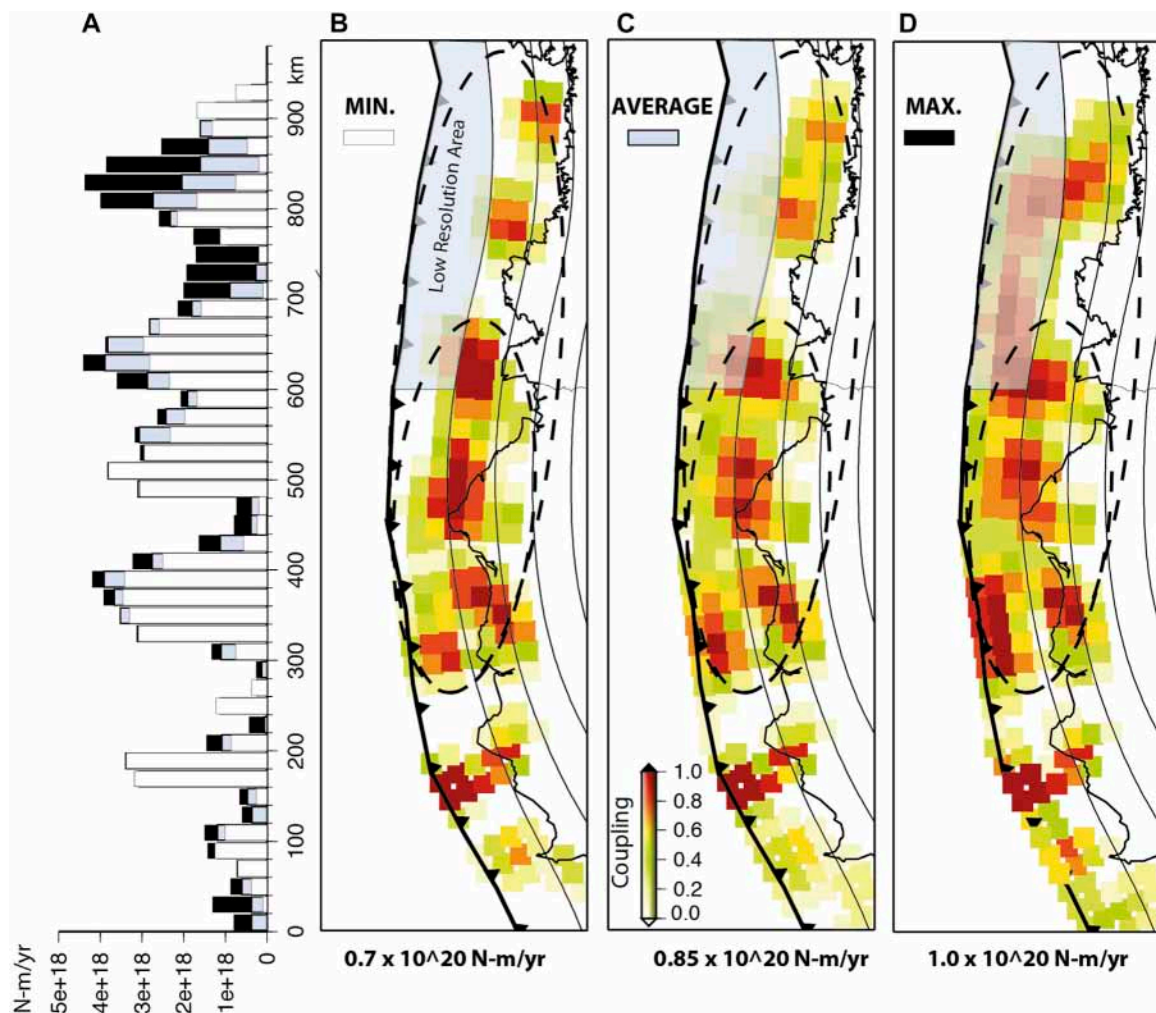 A
B
C
D
km
900
800
700
600
500
400
300
200
100
0
N-m/yr
5e+18
4e+18
3e+18
2e+18
1e+18
0
MIN.
Low Resolution Area
0.7 x 10^20 N-m/yr
AVERAGE
Coupling
1.0
0.8
0.6
0.4
0.2
0.0
0.85 x 10^20 N-m/yr
MAX.
1.0 x 10^20 N-m/yr